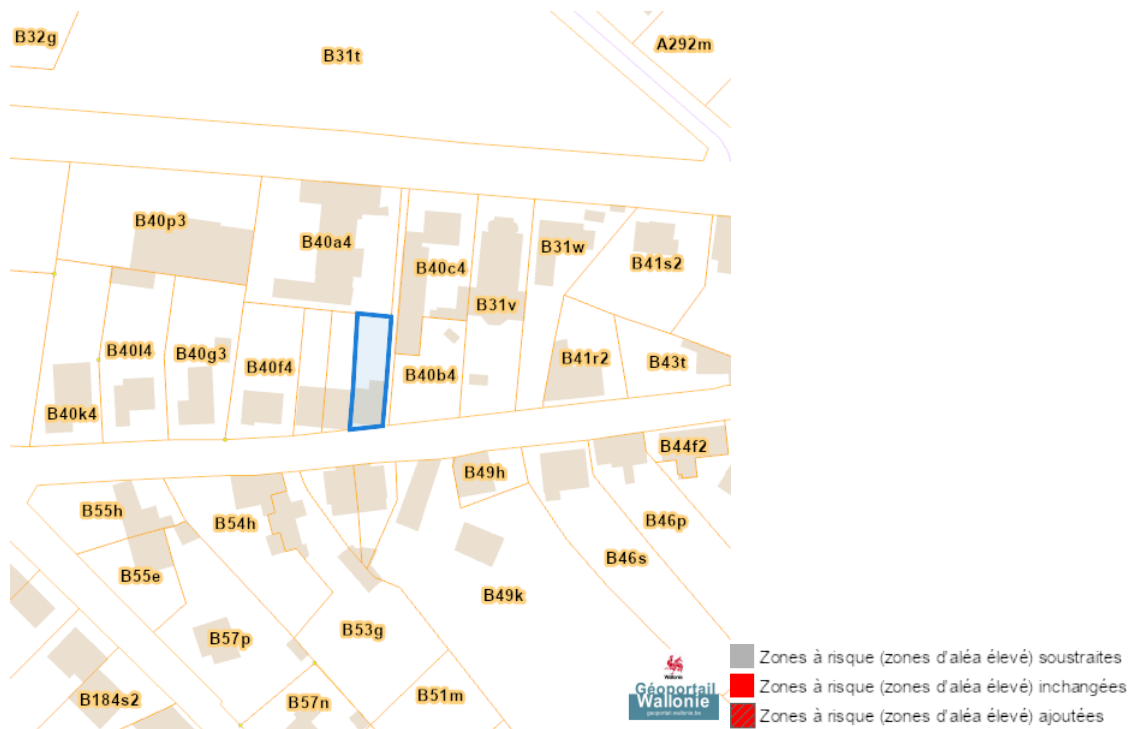 B32g
B31t
A292m
B40p3
B40a4
B40c4
B31w
B41s2
B31v
B40l4
B40g3
B40f4
B40b4
B41r2
B43t
B40k4
B49h
B44f2
B55h
B54h
B46p
B46s
B55e
B49k
B57p
B53g
B184s2
B57n
B51m
Wallonie
Géoportail
Wallonie
geoportail.wallonie.be
Zones à risque (zones d'aléa élevé) soustraites
Zones à risque (zones d'aléa élevé) inchangées
Zones à risque (zones d'aléa élevé) ajoutées